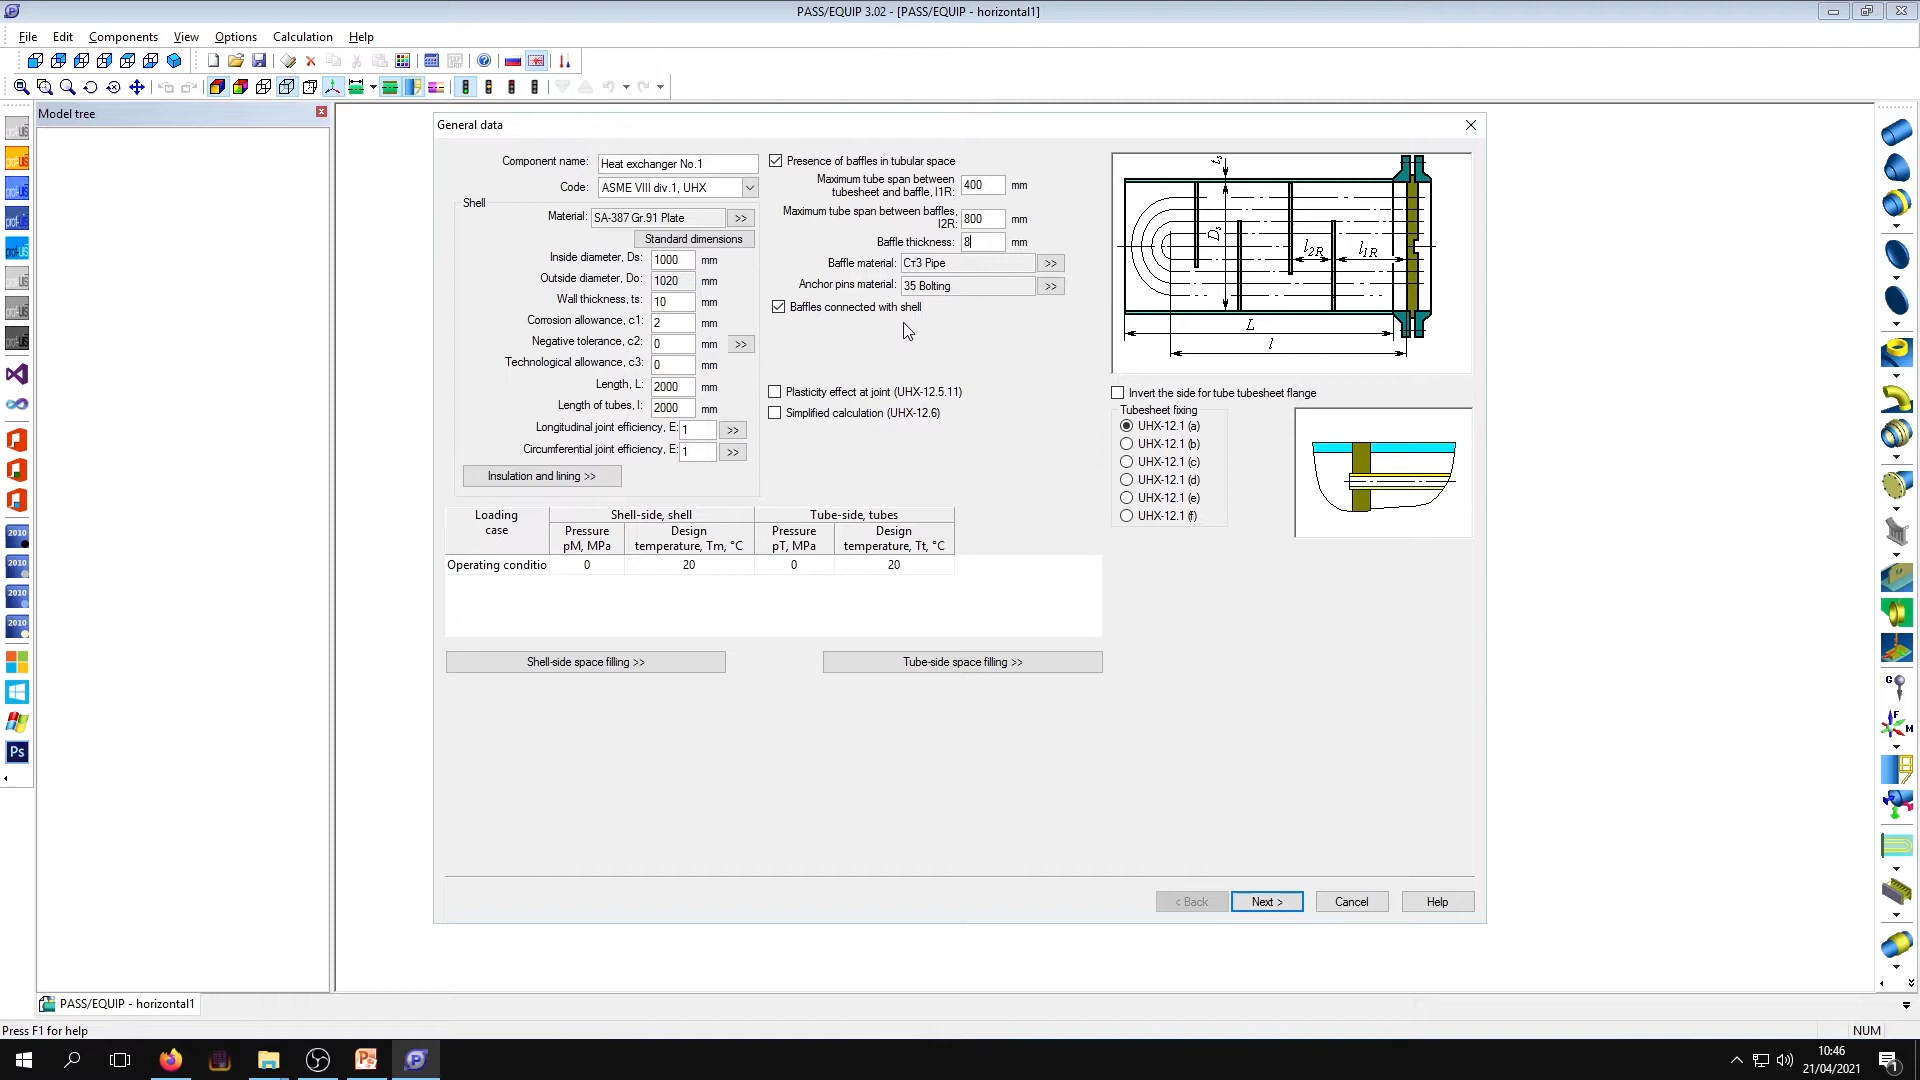 PASS/EQUIP 3.02 - [PASS/EQUIP - horizontal1]
File Edit Components View Options Calculation Help
Model tree
General data
Component name: Heat exchanger No.1
Code: ASME VIII div.1, UHX
Shell
Material: SA-387 Gr.91 Plate >>
Standard dimensions
Inside diameter, Ds: 1000 mm
Outside diameter, Do: 1020 mm
Wall thickness, ts: 10 mm
Corrosion allowance, c1: 2 mm
Negative tolerance, c2: 0 mm >>
Technological allowance, c3: 0 mm
Length, L: 2000 mm
Length of tubes, l: 2000 mm
Longitudinal joint efficiency, E: 1 >>
Circumferential joint efficiency, E: 1 >>
Insulation and lining >>
Presence of baffles in tubular space
Maximum tube span between
tubesheet and baffle, l1R: 400 mm
Maximum tube span between baffles,
l2R: 800 mm
Baffle thickness: 8 mm
Baffle material: Ст3 Pipe >>
Anchor pins material: 35 Bolting >>
Baffles connected with shell
Plasticity effect at joint (UHX-12.5.11)
Simplified calculation (UHX-12.6)
ts
Ds
l2R
l1R
L
l
Invert the side for tube tubesheet flange
Tubesheet fixing
UHX-12.1 (a)
UHX-12.1 (b)
UHX-12.1 (c)
UHX-12.1 (d)
UHX-12.1 (e)
UHX-12.1 (f)
Loading
case
Shell-side, shell
Tube-side, tubes
Pressure
pM, MPa
Design
temperature, Tm, °C
Pressure
pT, MPa
Design
temperature, Tt, °C
Operating conditio 0 20 0 20
Shell-side space filling >>
Tube-side space filling >>
< Back Next > Cancel Help
2010
2010
2010
2010
Ps
G
F
M
PASS/EQUIP - horizontal1
Press F1 for help
NUM
10:46
21/04/2021
1